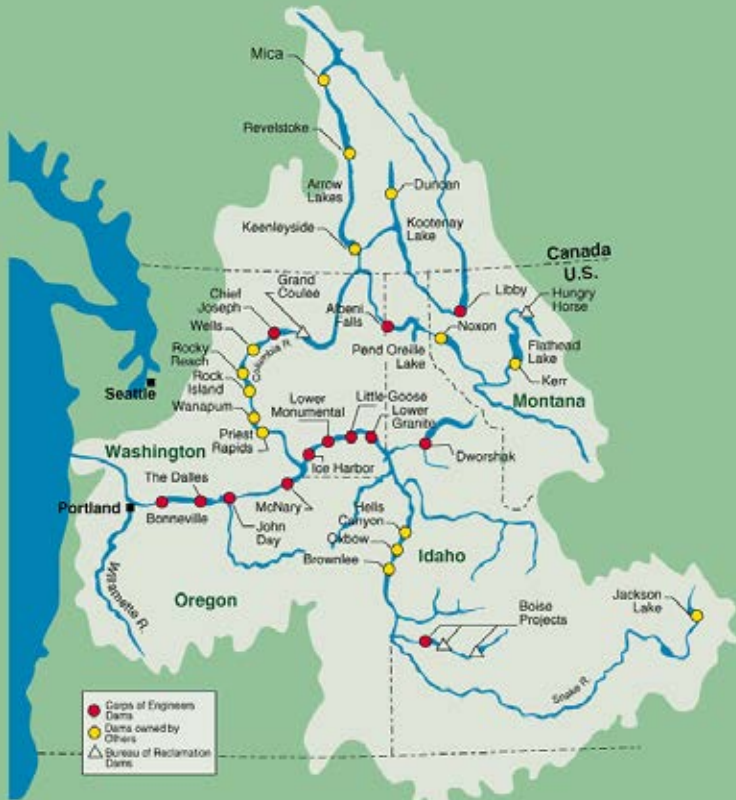 Mica
Revelstoke
Arrow
Lakes
Duncan
Kootenay
Lake
Keenleyside
Canada
U.S.
Grand
Coulee
Chief
Joseph
Libby
Hungry
Horse
Albeni
Falls
Wells
Noxon
Columbia R.
Rocky
Reach
Pend Oreille
Lake
Flathead
Lake
Rock
Island
Kerr
Seattle
Wanapum
Montana
Lower
Monumental
Little-Goose
Lower
Granite
Priest
Rapids
Washington
Ice Harbor
Dworshak
The Dalles
Portland
Bonneville
McNary
John
Day
Hells
Canyon
Oxbow
Brownlee
Idaho
Willamette R.
Oregon
Boise
Projects
Jackson
Lake
Snake R.
Corps of Engineers
Dams
Dams owned by
Others
Bureau of Reclamation
Dams